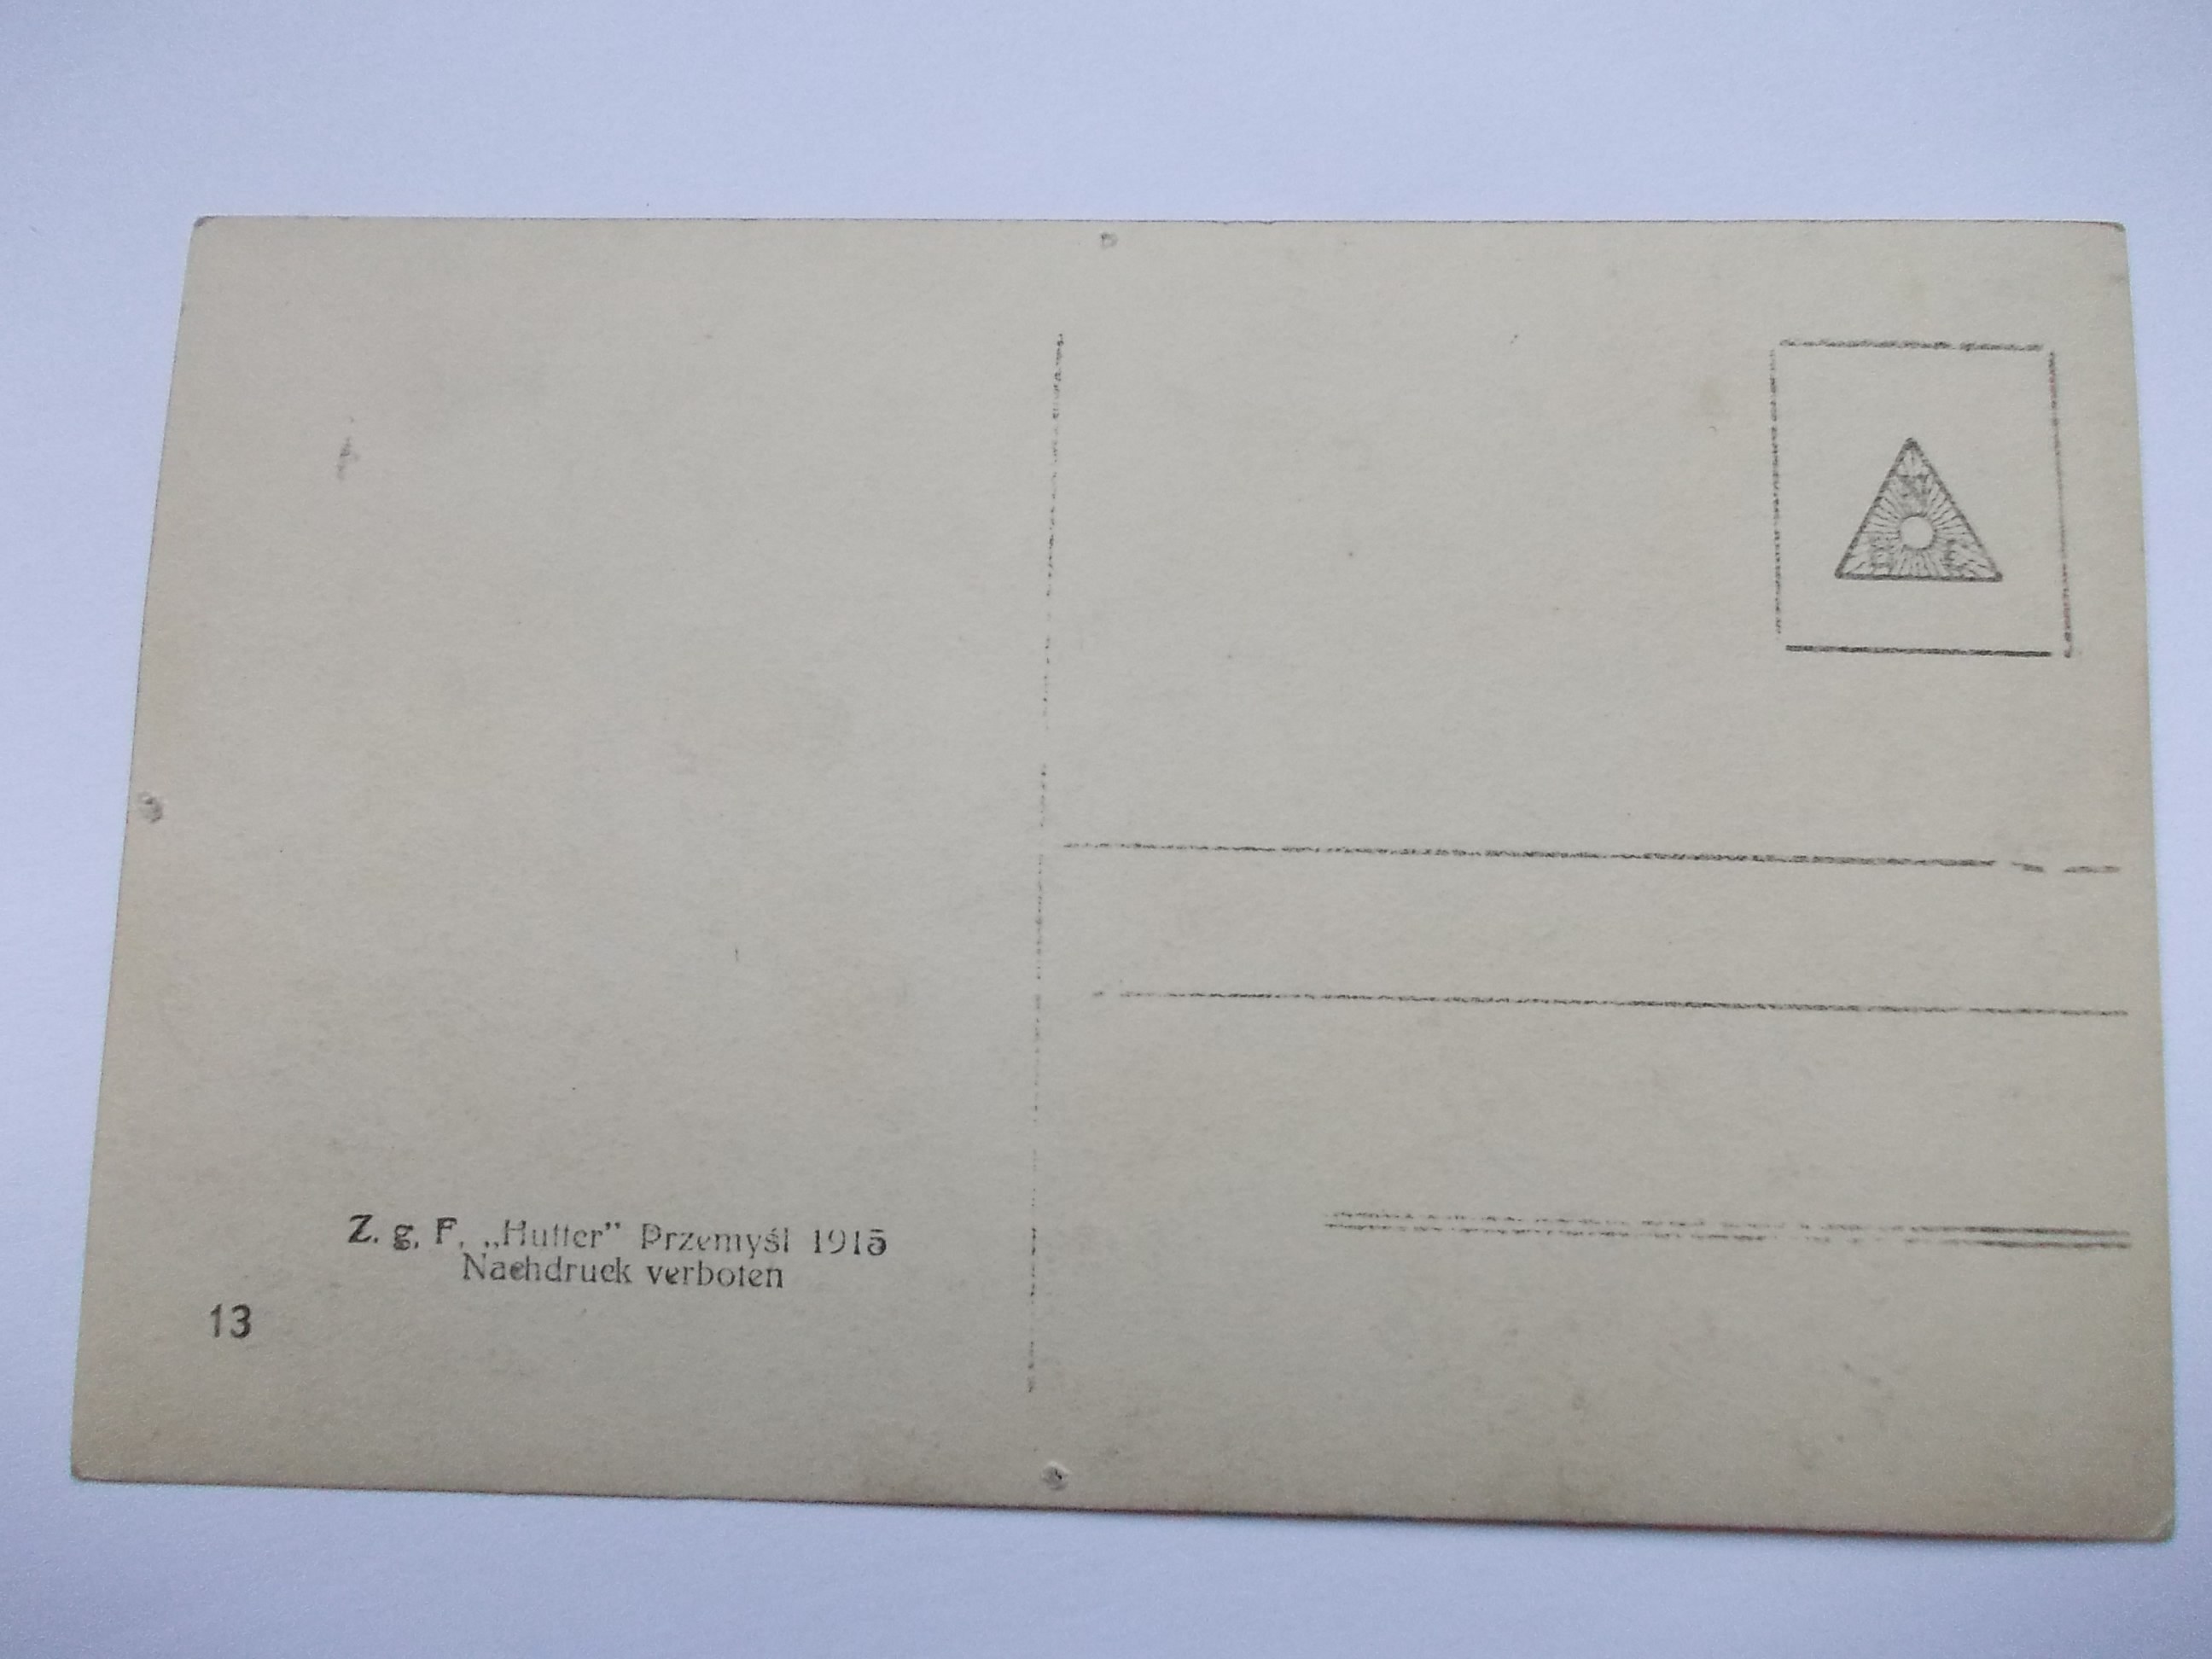 Z. g. F. „Hutter” Przemyśl 1915
Nachdruck verboten
13